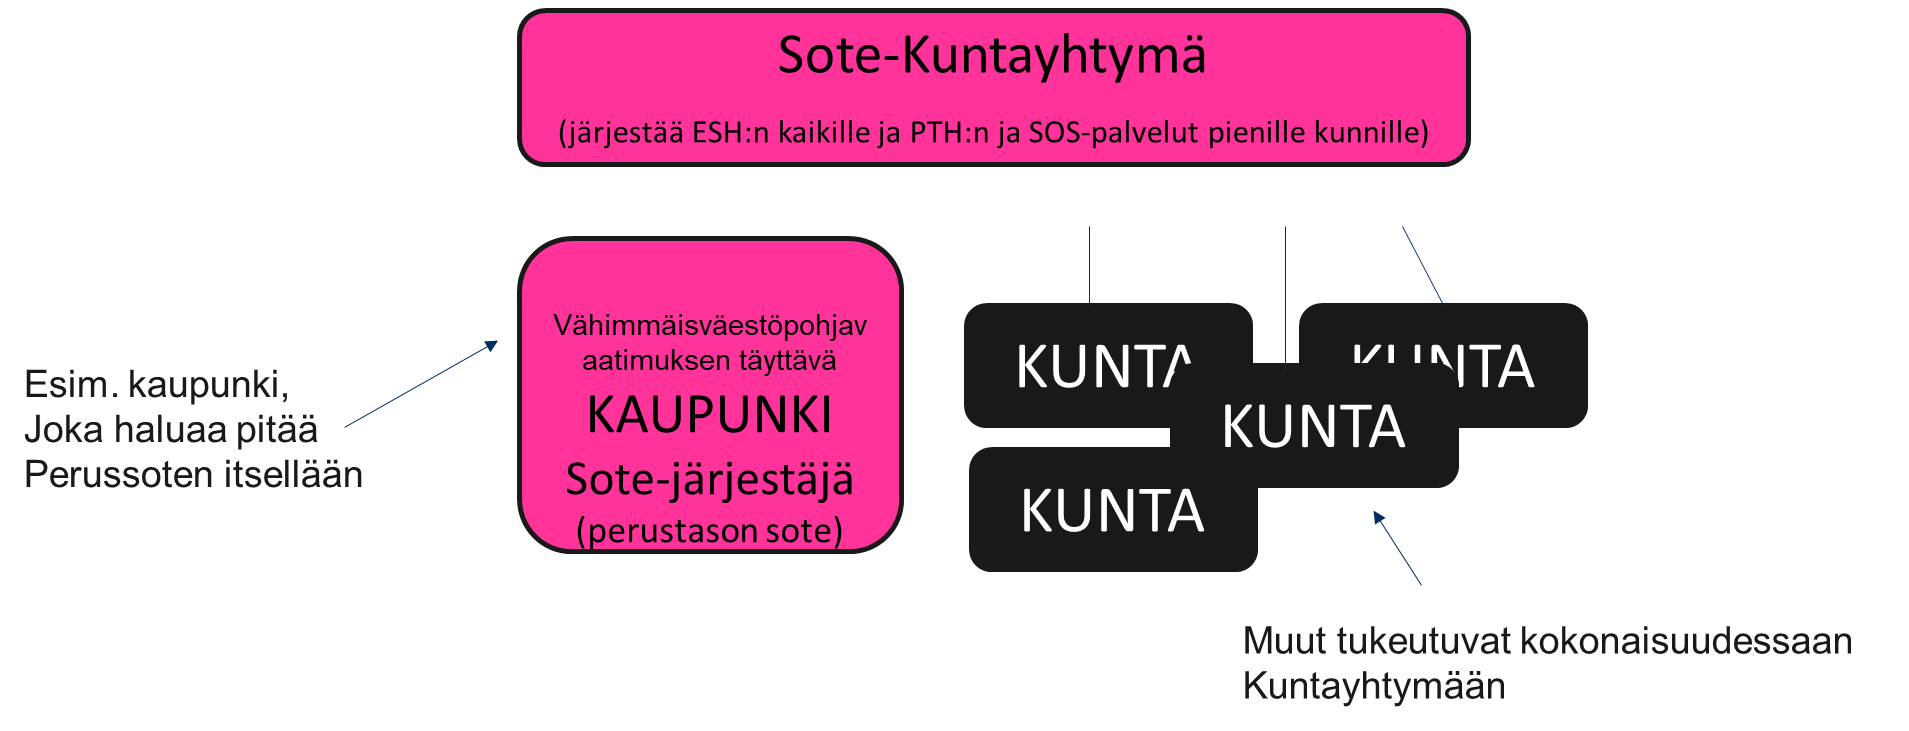 Sote-Kuntayhtymä
(järjestää ESH:n kaikille ja PTH:n ja SOS-palvelut pienille kunnille)
Esim. kaupunki,
Joka haluaa pitää
Perussoten itsellään
Vähimmäisväestöpohjav
aatimuksen täyttävä
KAUPUNKI
Sote-järjestäjä
(perustason sote)
KUNTA
KUNTA
KUNTA
KUNTA
Muut tukeutuvat kokonaisuudessaan
Kuntayhtymään